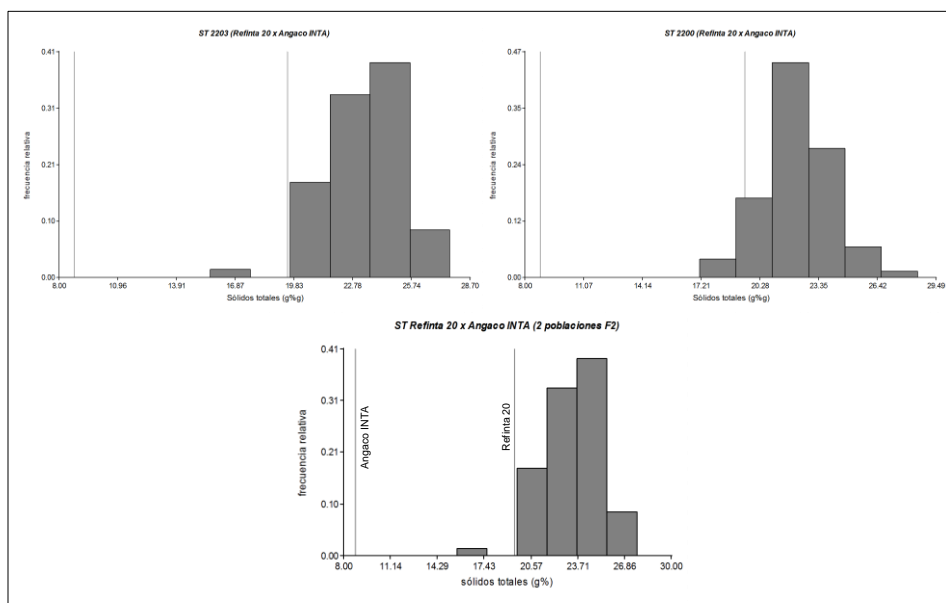 ST 2203 (Refinta 20 x Angaco INTA)
0.41
0.31
0.21
0.10
0.00
frecuencia relativa
8.00 10.96 13.91 16.87 19.83 22.78 25.74 28.70
Sólidos totales (g%g)
ST 2200 (Refinta 20 x Angaco INTA)
0.47
0.35
0.24
0.12
0.00
frecuencia relativa
8.00 11.07 14.14 17.21 20.28 23.35 26.42 29.49
Sólidos totales (g%g)
ST Refinta 20 x Angaco INTA (2 poblaciones F2)
0.41
0.31
0.21
0.10
0.00
frecuencia relativa
Angaco INTA
Refinta 20
8.00 11.14 14.29 17.43 20.57 23.71 26.86 30.00
sólidos totales (g%)